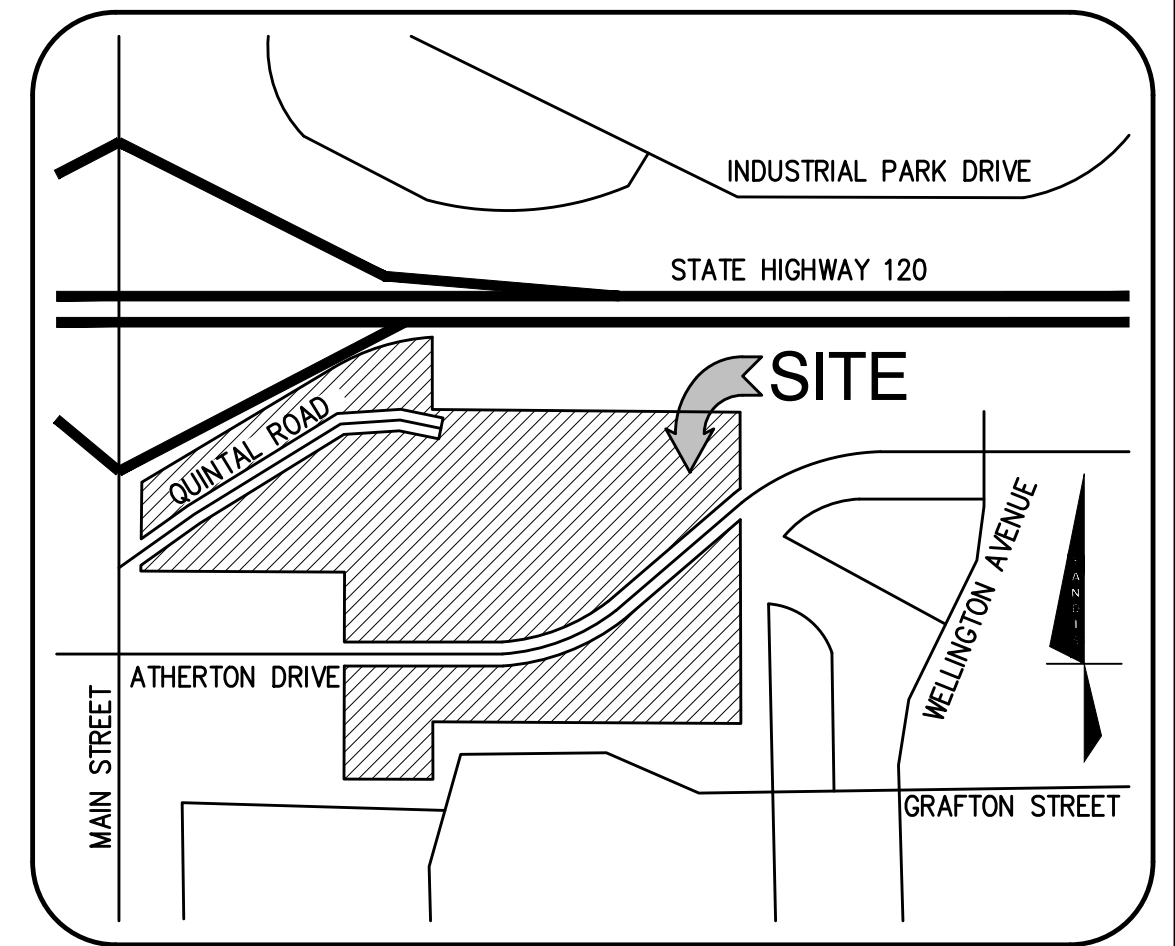 INDUSTRIAL PARK DRIVE
STATE HIGHWAY 120
SITE
QUINTAL ROAD
WELLINGTON AVENUE
ATHERTON DRIVE
MAIN STREET
GRAFTON STREET